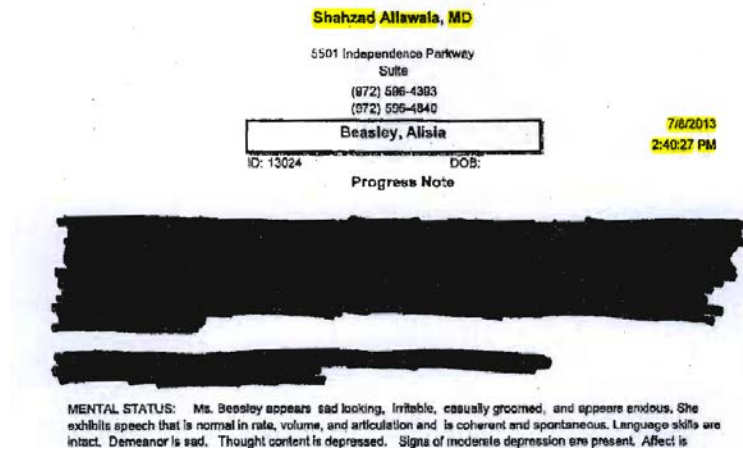 Shahzad Allawala, MD
5501 Independence Parkway
Suite
(972) 596-4393
(972) 596-4840
Beasley, Alisia
7/8/2013
2:40:27 PM
ID: 13024 DOB:
Progress Note
MENTAL STATUS: Ms. Beasley appears sad looking, irritable, casually groomed, and appears anxious. She
exhibits speech that is normal in rate, volume, and articulation and is coherent and spontaneous. Language skills are
intact. Demeanor is sad. Thought content is depressed. Signs of moderate depression are present. Affect is